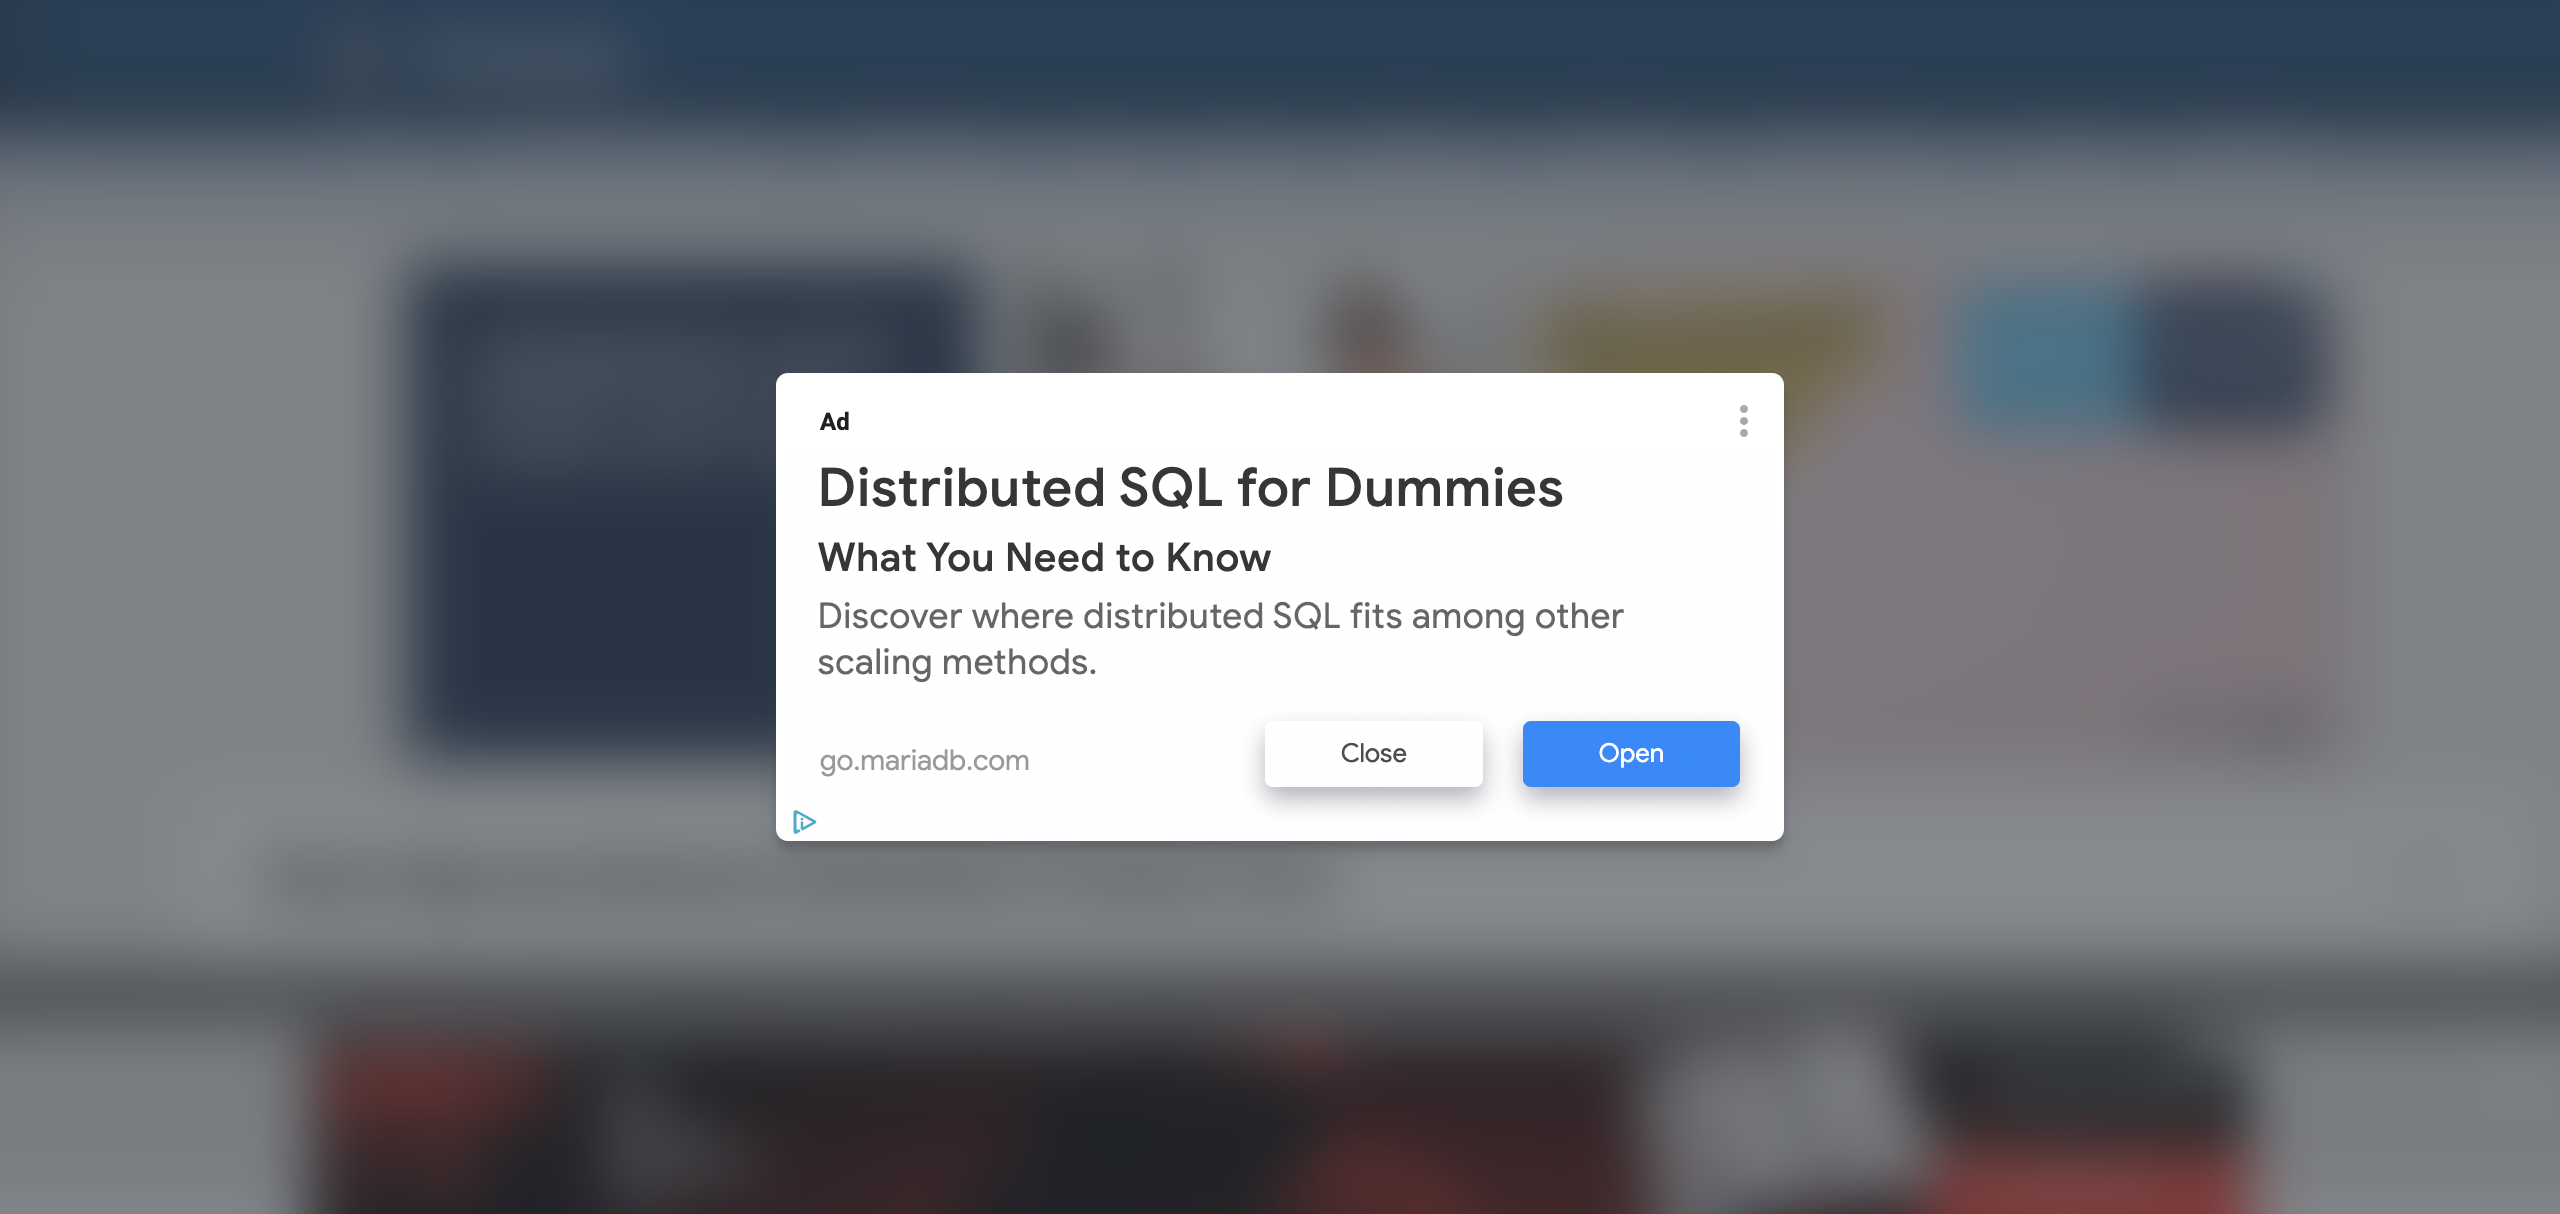 Ad
Distributed SQL for Dummies
What You Need to Know
Discover where distributed SQL fits among other
scaling methods.
go.mariadb.com
Close
Open